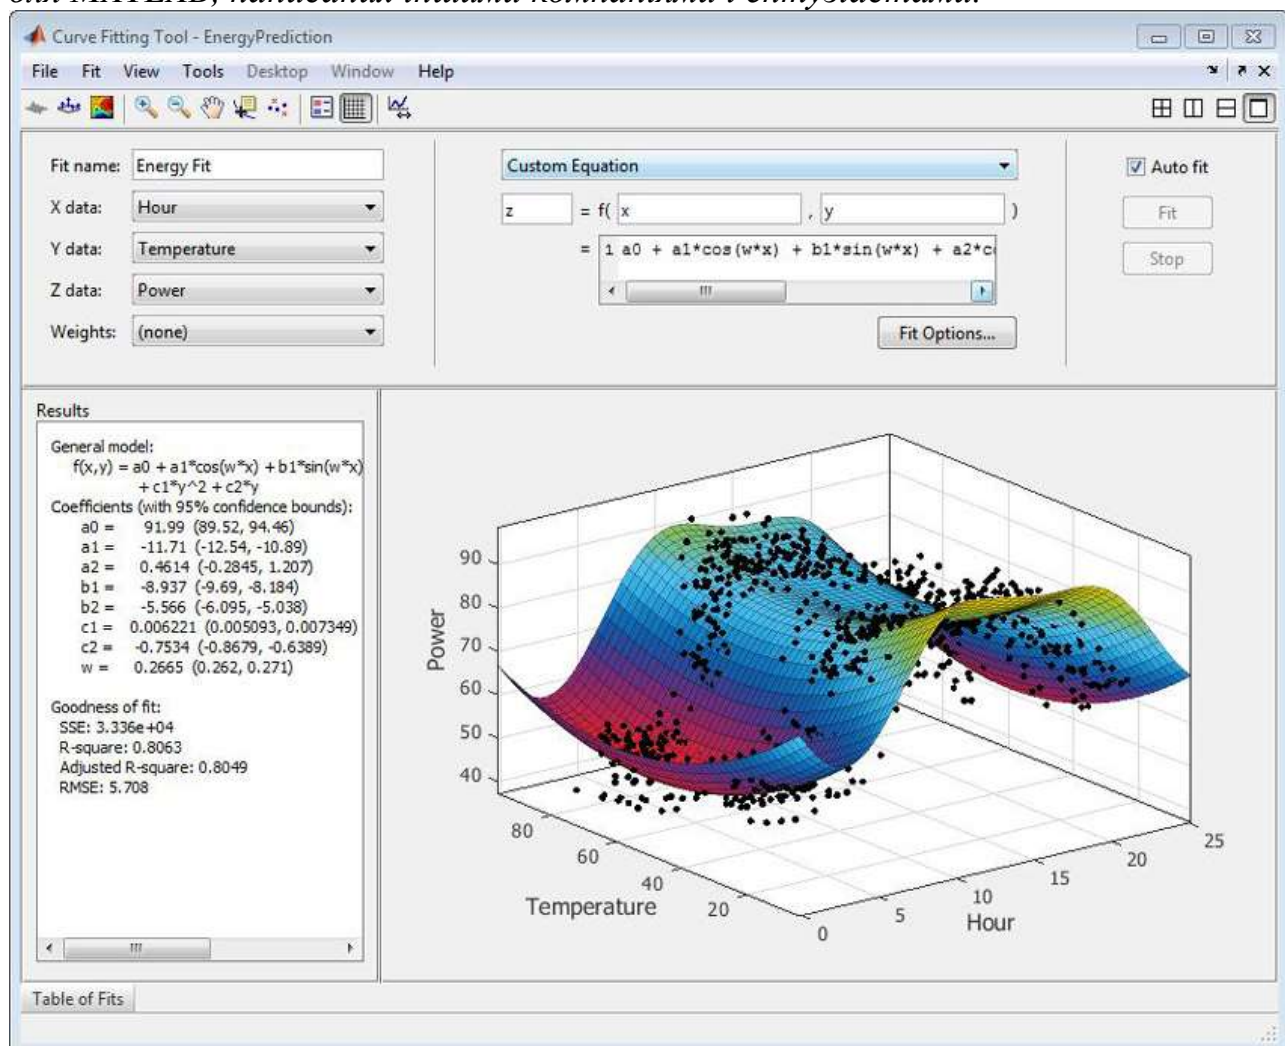 для MATLAB, написаних іншими компаніями і ентузіастами.
Curve Fitting Tool - EnergyPrediction
File Fit View Tools Desktop Window Help
Fit name: Energy Fit
X data: Hour
Y data: Temperature
Z data: Power
Weights: (none)
Custom Equation
z = f( x , y )
= 1 a0 + a1*cos(w*x) + b1*sin(w*x) + a2*c
Fit Options...
Auto fit
Fit
Stop
Results
General model:
f(x,y) = a0 + a1*cos(w*x) + b1*sin(w*x)
+ c1*y^2 + c2*y
Coefficients (with 95% confidence bounds):
a0 = 91.99 (89.52, 94.46)
a1 = -11.71 (-12.54, -10.89)
a2 = 0.4614 (-0.2845, 1.207)
b1 = -8.937 (-9.69, -8.184)
b2 = -5.566 (-6.095, -5.038)
c1 = 0.006221 (0.005093, 0.007349)
c2 = -0.7534 (-0.8679, -0.6389)
w = 0.2665 (0.262, 0.271)
Goodness of fit:
SSE: 3.336e+04
R-square: 0.8063
Adjusted R-square: 0.8049
RMSE: 5.708
90
80
70
60
50
40
Power
80
60
40
20
Temperature
0
5
10
15
20
25
Hour
Table of Fits